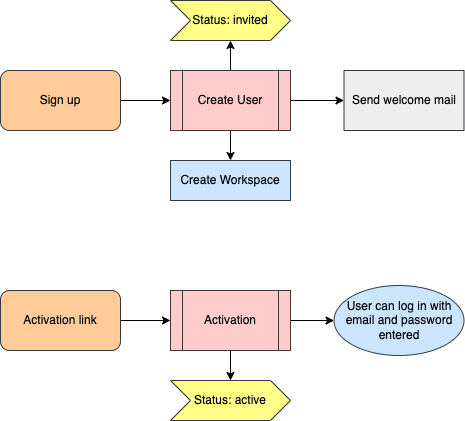 Status: invited
Sign up
Create User
Send welcome mail
Create Workspace
Activation link
Activation
User can log in with
email and password
entered
Status: active